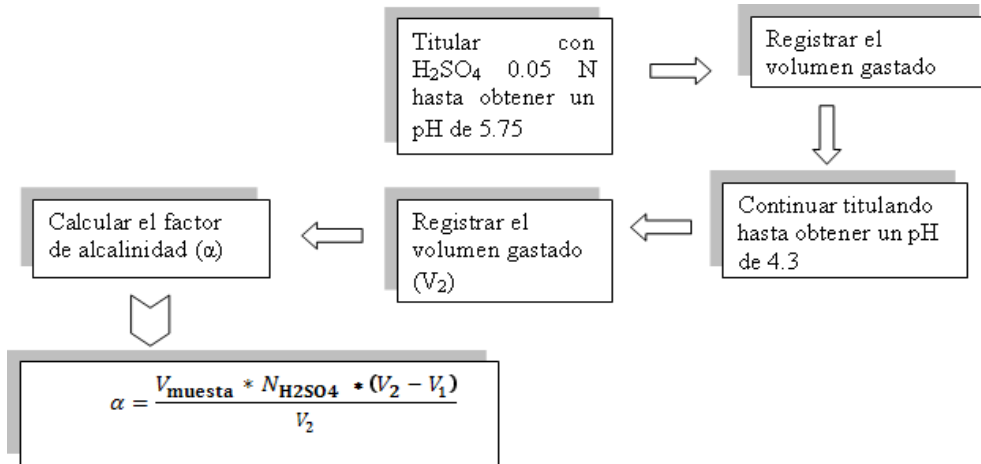 Titular con
H₂SO₄ 0.05 N
hasta obtener un
pH de 5.75
Registrar el
volumen gastado
Continuar titulando
hasta obtener un pH
de 4.3
Registrar el
volumen gastado
(V₂)
Calcular el factor
de alcalinidad (α)
α = (V_muesta * N_H2SO4 * (V₂ − V₁)) / V₂